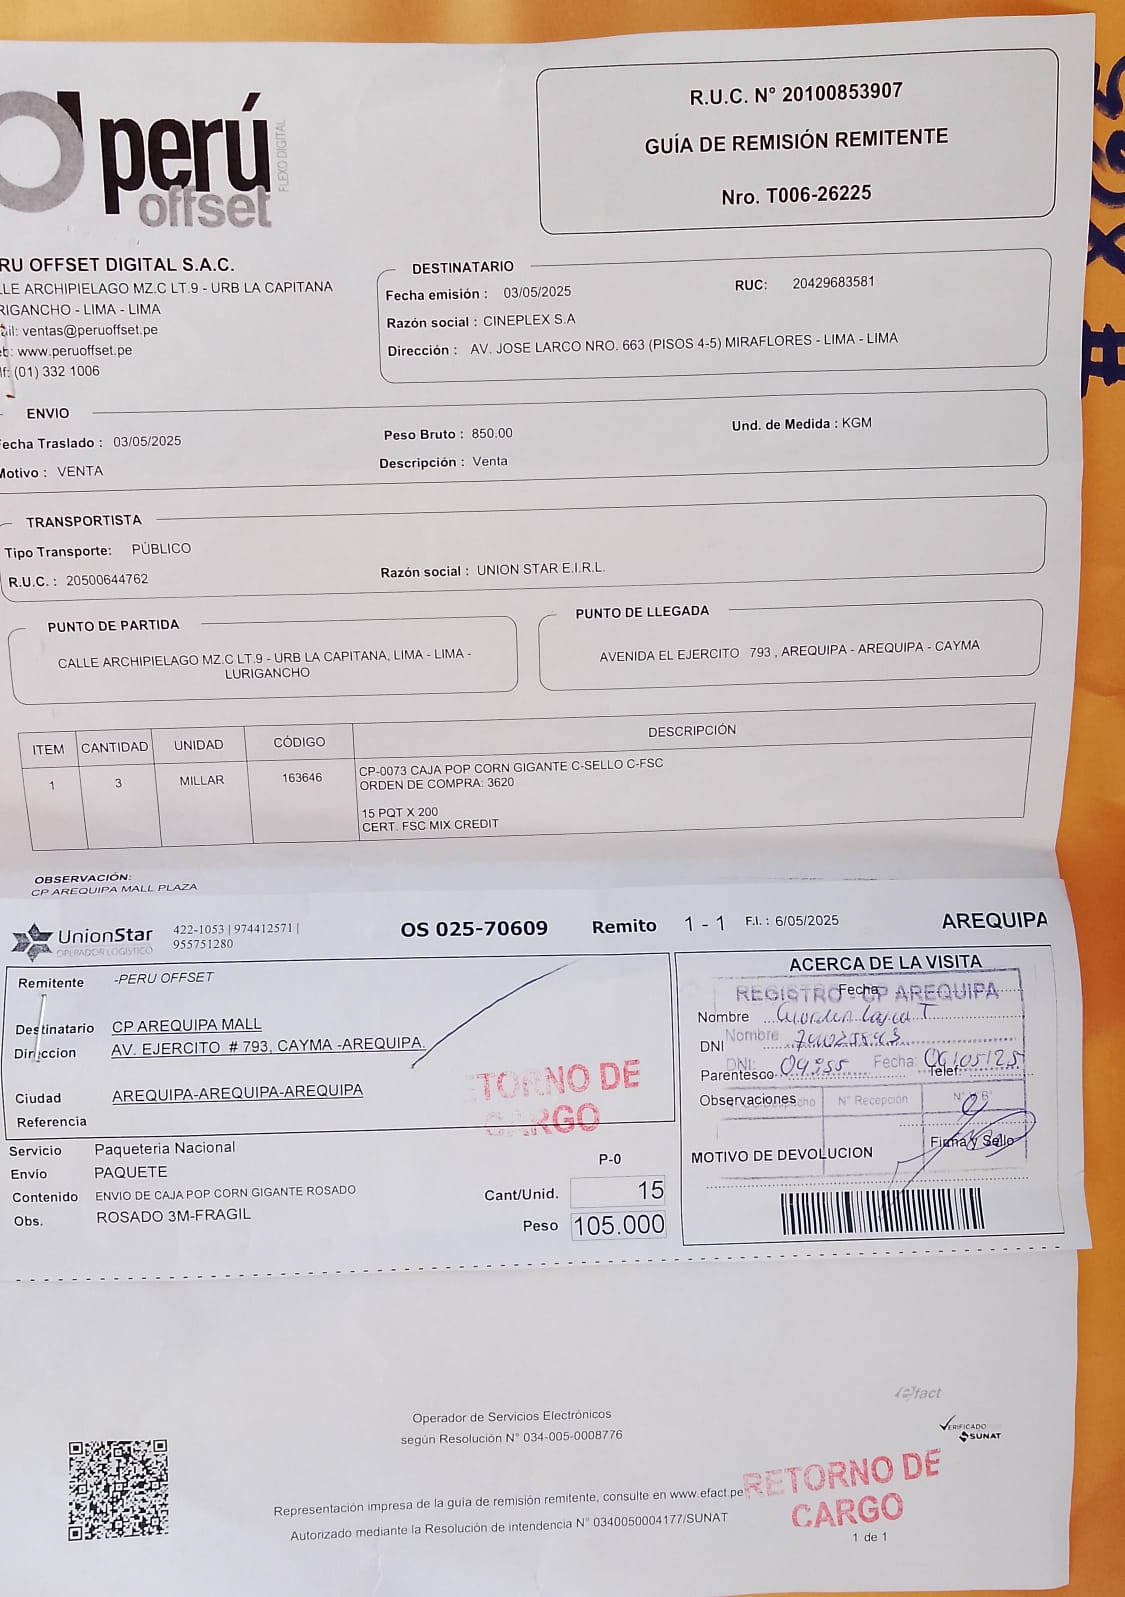 perú
offset
FLEXO DIGITAL
R.U.C. N° 20100853907
GUÍA DE REMISIÓN REMITENTE
Nro. T006-26225
RU OFFSET DIGITAL S.A.C.
LLE ARCHIPIELAGO MZ.C LT.9 - URB LA CAPITANA
RIGANCHO - LIMA - LIMA
il: ventas@peruoffset.pe
b: www.peruoffset.pe
lf: (01) 332 1006
DESTINATARIO
Fecha emisión : 03/05/2025
RUC: 20429683581
Razón social : CINEPLEX S.A
Dirección : AV. JOSE LARCO NRO. 663 (PISOS 4-5) MIRAFLORES - LIMA - LIMA
ENVIO
Fecha Traslado : 03/05/2025
Peso Bruto : 850.00
Und. de Medida : KGM
Motivo : VENTA
Descripción : Venta
TRANSPORTISTA
Tipo Transporte: PÚBLICO
R.U.C. : 20500644762
Razón social : UNION STAR E.I.R.L.
PUNTO DE PARTIDA
CALLE ARCHIPIELAGO MZ.C LT.9 - URB LA CAPITANA, LIMA - LIMA -
LURIGANCHO
PUNTO DE LLEGADA
AVENIDA EL EJERCITO 793 , AREQUIPA - AREQUIPA - CAYMA
ITEM CANTIDAD UNIDAD CÓDIGO DESCRIPCIÓN
1 3 MILLAR 163646 CP-0073 CAJA POP CORN GIGANTE C-SELLO C-FSC
ORDEN DE COMPRA: 3620
15 PQT X 200
CERT. FSC MIX CREDIT
OBSERVACIÓN:
CP AREQUIPA MALL PLAZA
UnionStar
OPERADOR LOGISTICO
422-1053 | 974412571 |
955751280
OS 025-70609 Remito 1 - 1 F.I. : 6/05/2025 AREQUIPA
Remitente -PERU OFFSET
Destinatario CP AREQUIPA MALL
Direccion AV. EJERCITO # 793, CAYMA -AREQUIPA.
Ciudad AREQUIPA-AREQUIPA-AREQUIPA
Referencia
RETORNO DE
CARGO
Servicio Paqueteria Nacional
Envio PAQUETE
Contenido ENVIO DE CAJA POP CORN GIGANTE ROSADO
Obs. ROSADO 3M-FRAGIL
P-0
Cant/Unid. 15
Peso 105.000
ACERCA DE LA VISITA
Fecha
REGISTRO - CP AREQUIPA
Nombre
Nombre
DNI
DNI:
Parentesco
Fecha: 06/05/25
Telef.
Observaciones
N° Recepción
MOTIVO DE DEVOLUCION
Firma y Sello
efact
Operador de Servicios Electrónicos
según Resolución N° 034-005-0008776
VERIFICADO
SUNAT
Representación impresa de la guía de remisión remitente, consulte en www.efact.pe
Autorizado mediante la Resolución de intendencia N° 0340050004177/SUNAT
RETORNO DE
CARGO
1 de 1